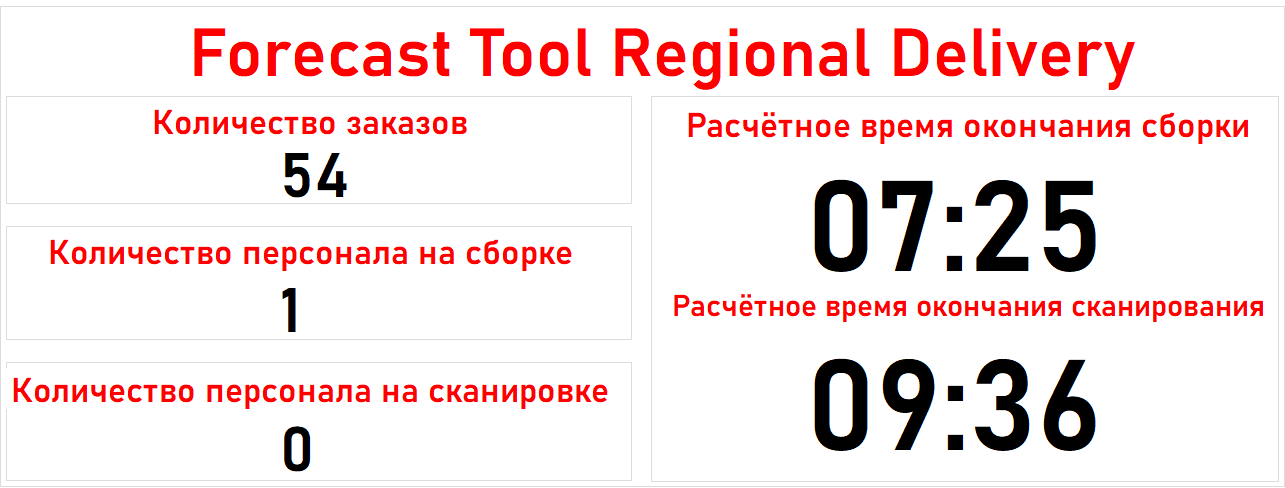 Forecast Tool Regional Delivery
Количество заказов
54
Количество персонала на сборке
1
Количество персонала на сканировке
0
Расчётное время окончания сборки
07:25
Расчётное время окончания сканирования
09:36